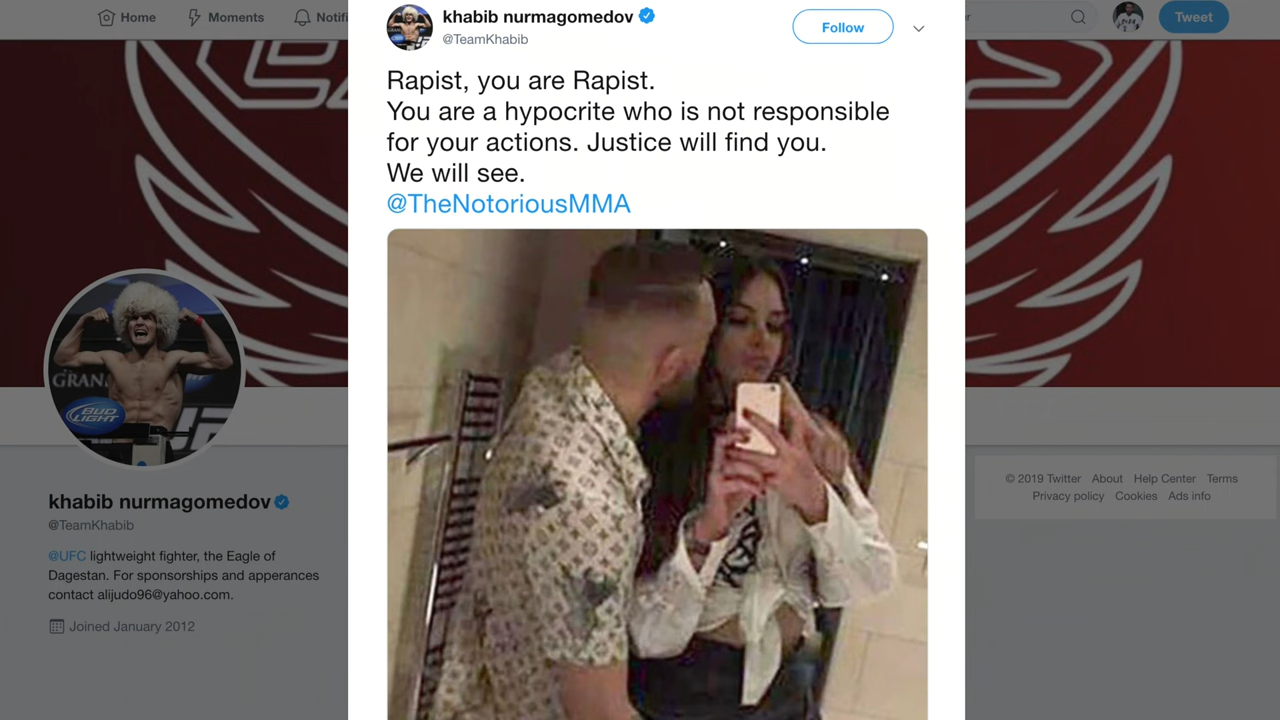 Home
Moments
Notifi
Tweet
khabib nurmagomedov
@TeamKhabib
Follow
Rapist, you are Rapist.
You are a hypocrite who is not responsible
for your actions. Justice will find you.
We will see.
@TheNotoriousMMA
GRAN
BUD
LIGHT
khabib nurmagomedov
@TeamKhabib
@UFC lightweight fighter, the Eagle of
Dagestan. For sponsorships and apperances
contact alijudo96@yahoo.com.
Joined January 2012
© 2019 Twitter About Help Center Terms
Privacy policy Cookies Ads info